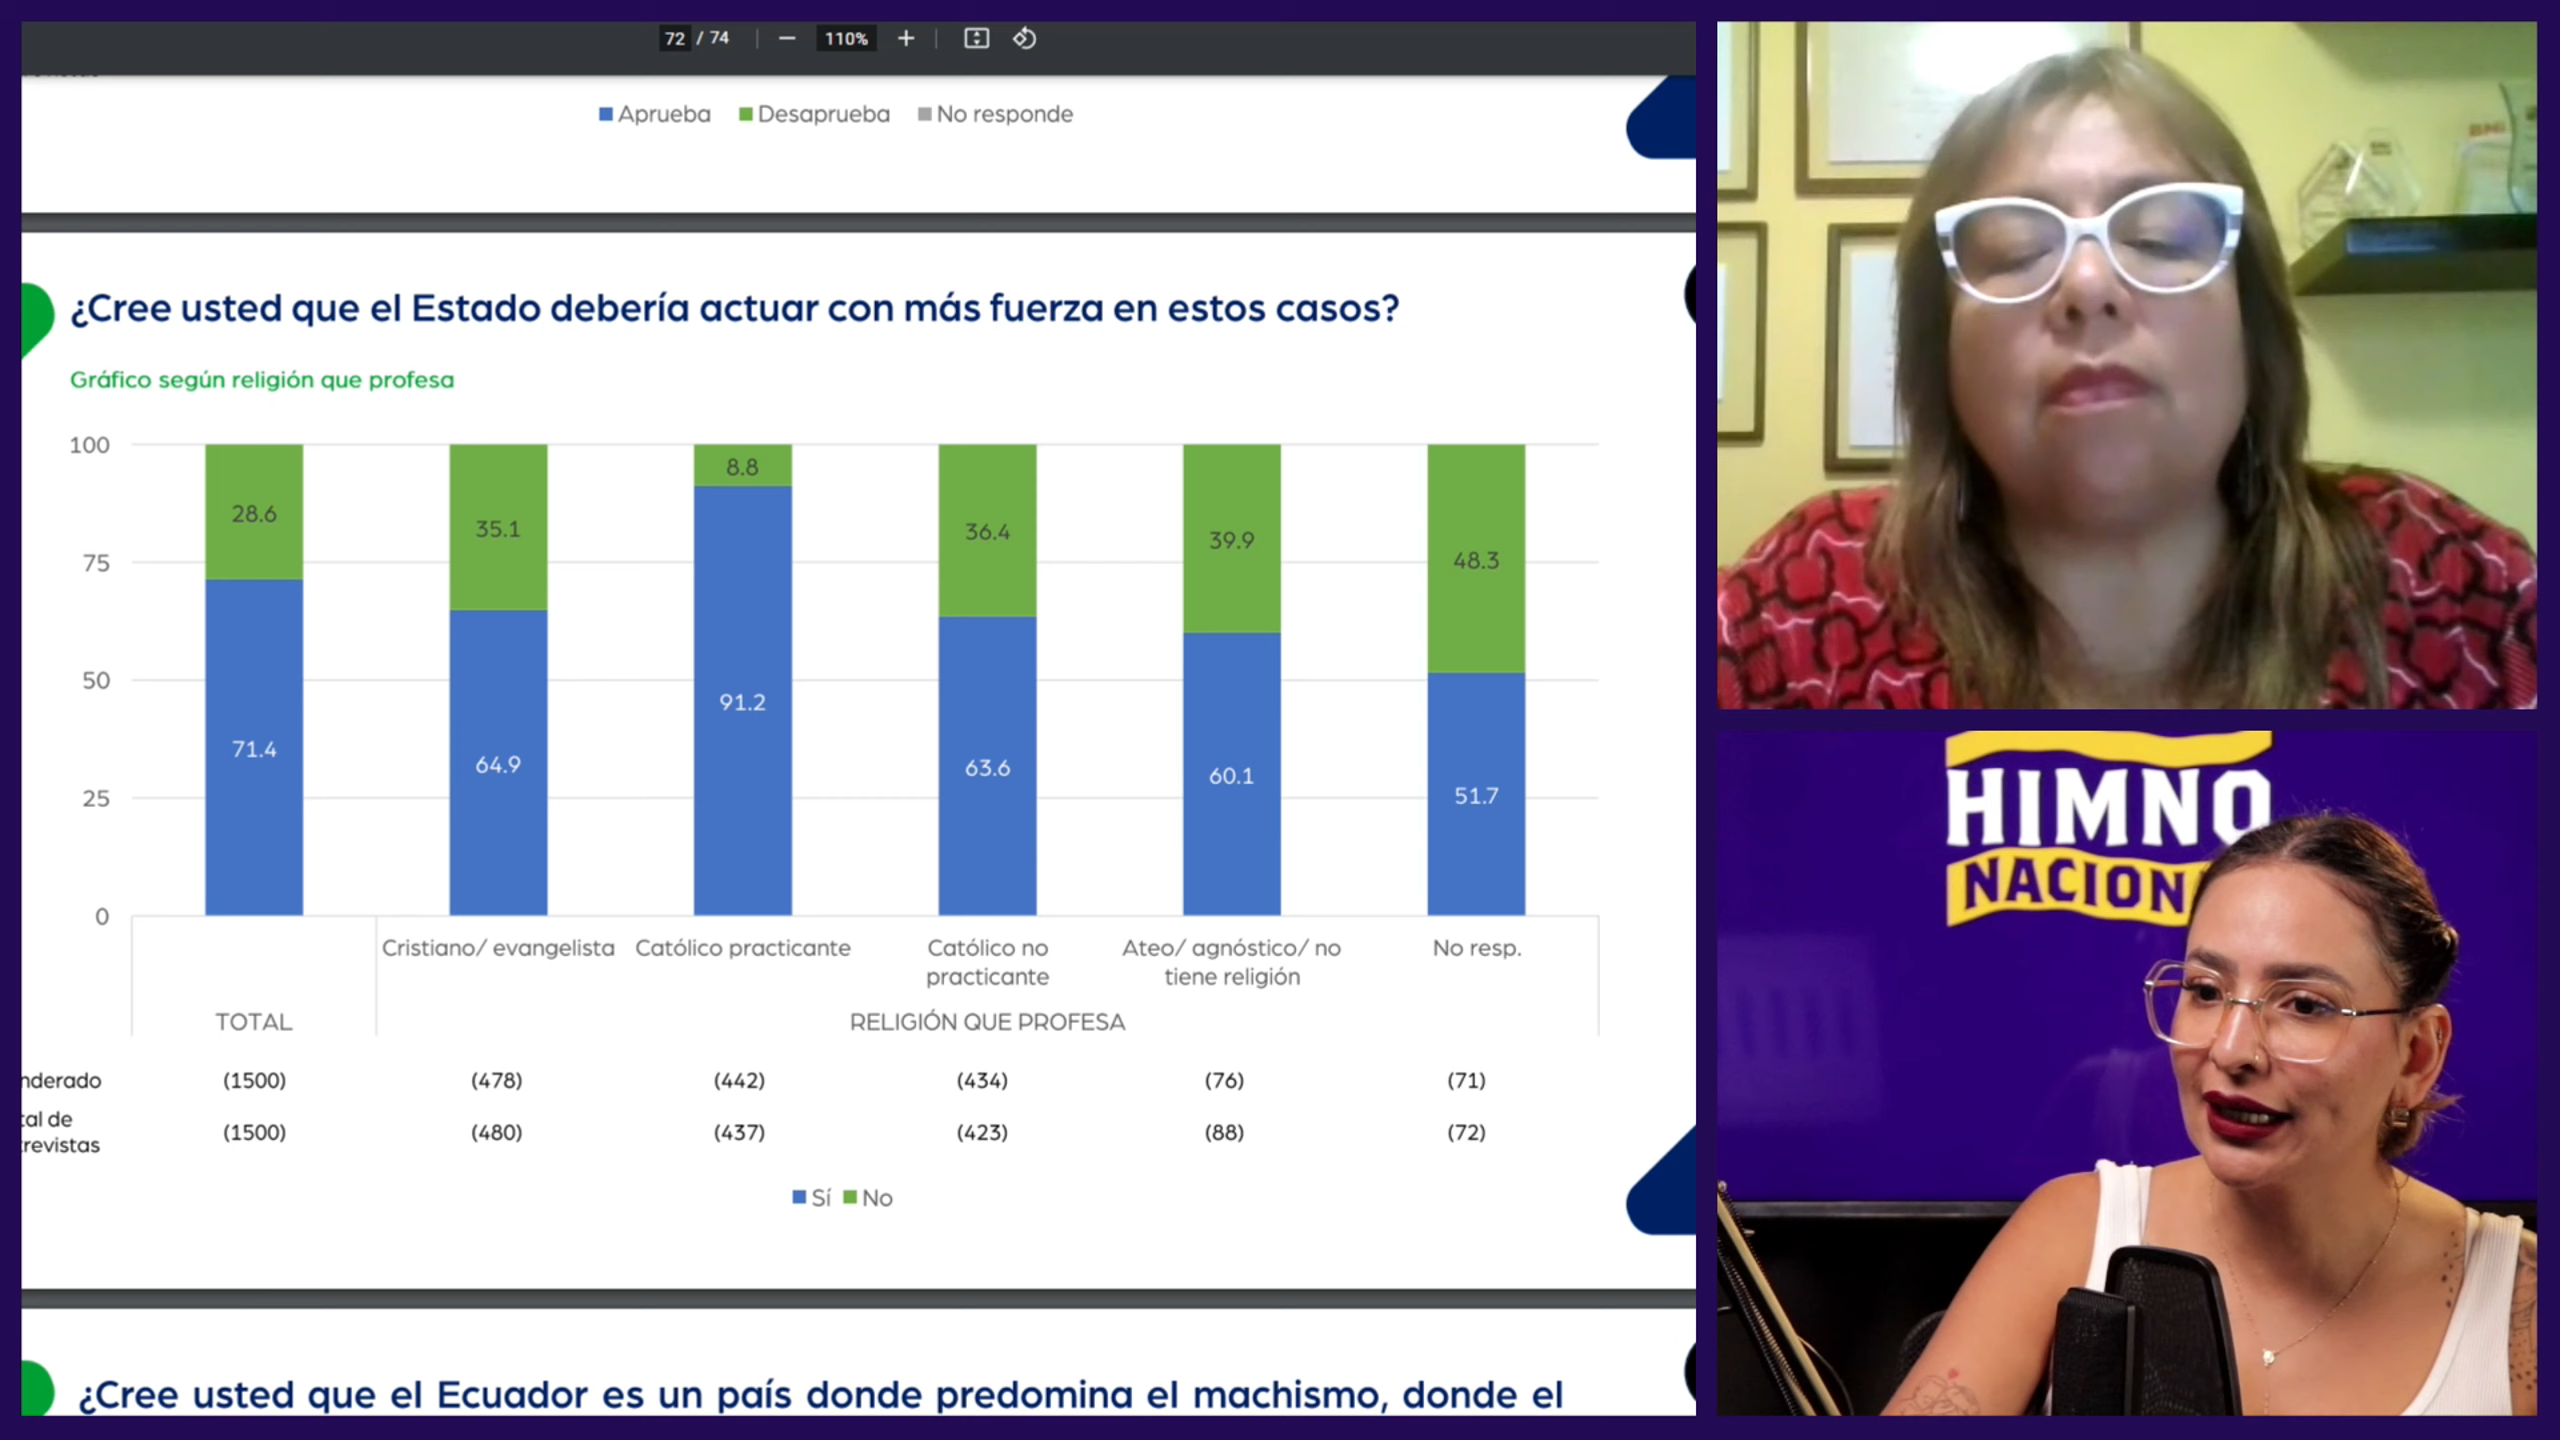 72 / 74
110%
Aprueba Desaprueba No responde
¿Cree usted que el Estado debería actuar con más fuerza en estos casos?
Gráfico según religión que profesa
100
75
50
25
0
28.6 35.1 8.8 36.4 39.9 48.3
71.4 64.9 91.2 63.6 60.1 51.7
Cristiano/ evangelista Católico practicante Católico no practicante Ateo/ agnóstico/ no tiene religión No resp.
TOTAL RELIGIÓN QUE PROFESA
nderado (1500) (478) (442) (434) (76) (71)
tal de
revistas (1500) (480) (437) (423) (88) (72)
Sí No
¿Cree usted que el Ecuador es un país donde predomina el machismo, donde el
HIMNO
NACION